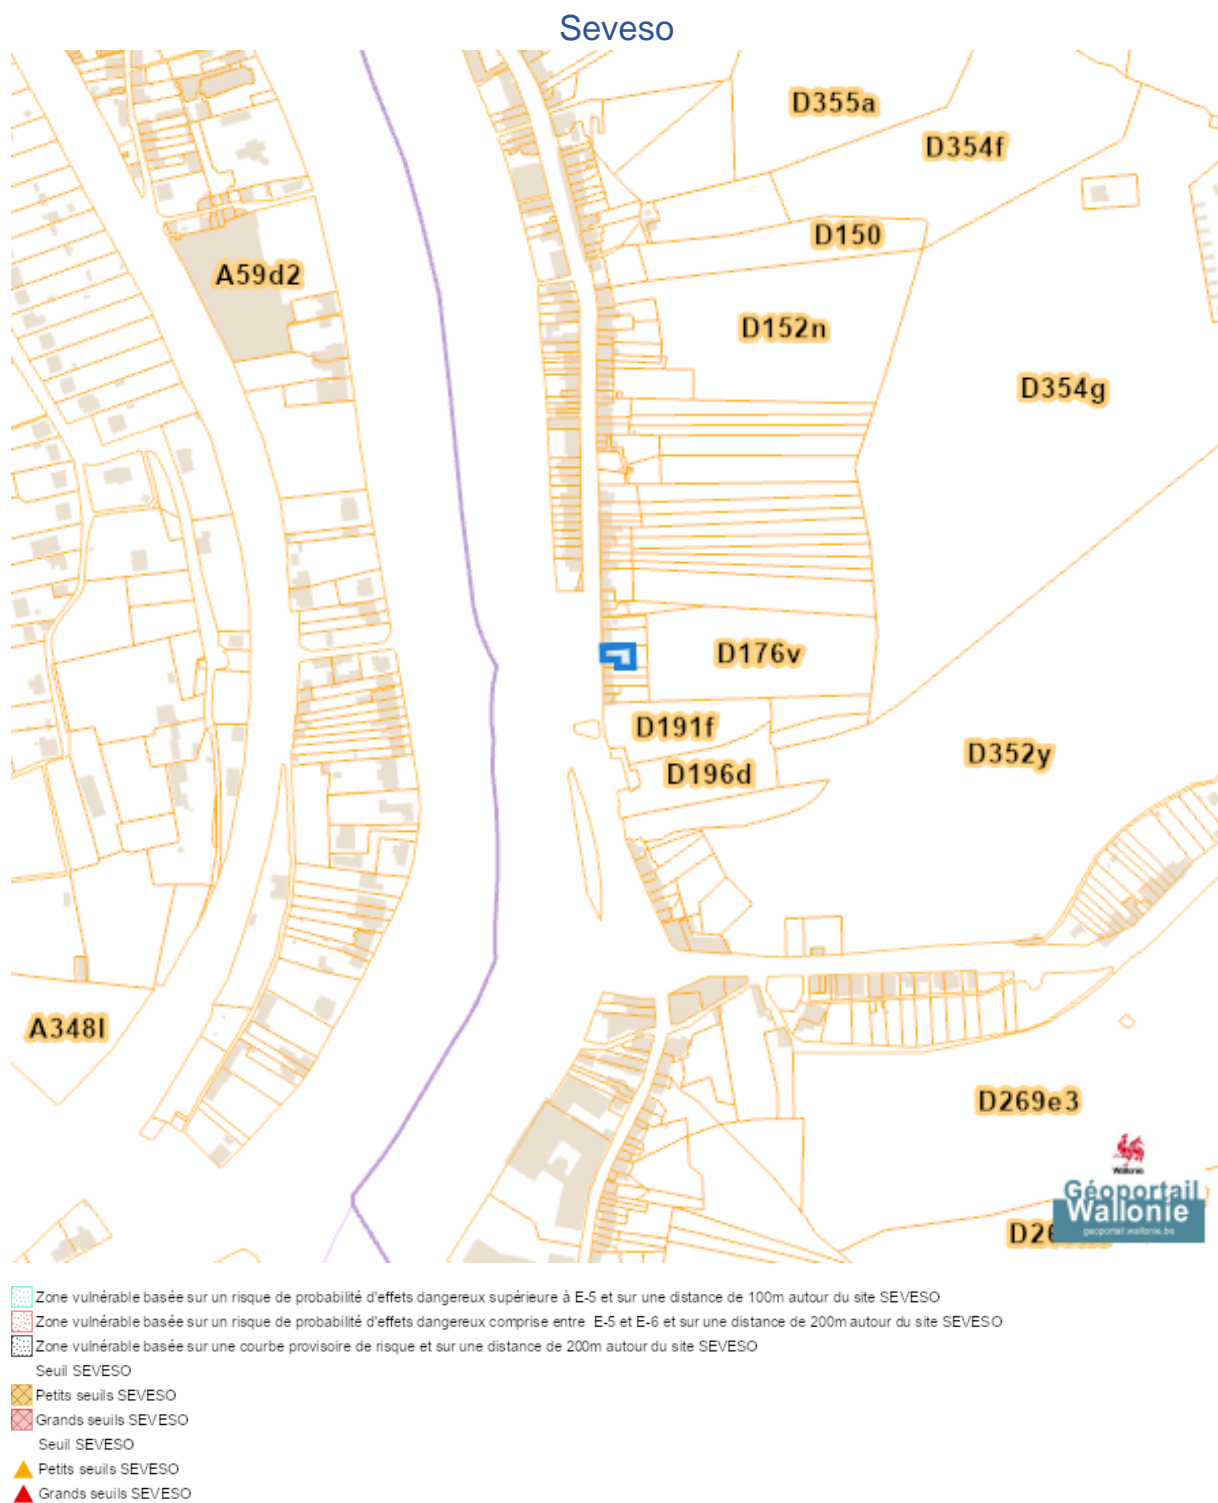 Seveso
D355a
D354f
D150
A59d2
D152n
D354g
D176v
D191f
D352y
D196d
A348l
D269e3
Wallonie
Géoportail
Wallonie
geoportail.wallonie.be
Zone vulnérable basée sur un risque de probabilité d'effets dangereux supérieure à E-5 et sur une distance de 100m autour du site SEVESO
Zone vulnérable basée sur un risque de probabilité d'effets dangereux comprise entre E-5 et E-6 et sur une distance de 200m autour du site SEVESO
Zone vulnérable basée sur une courbe provisoire de risque et sur une distance de 200m autour du site SEVESO
Seuil SEVESO
Petits seuils SEVESO
Grands seuils SEVESO
Seuil SEVESO
Petits seuils SEVESO
Grands seuils SEVESO